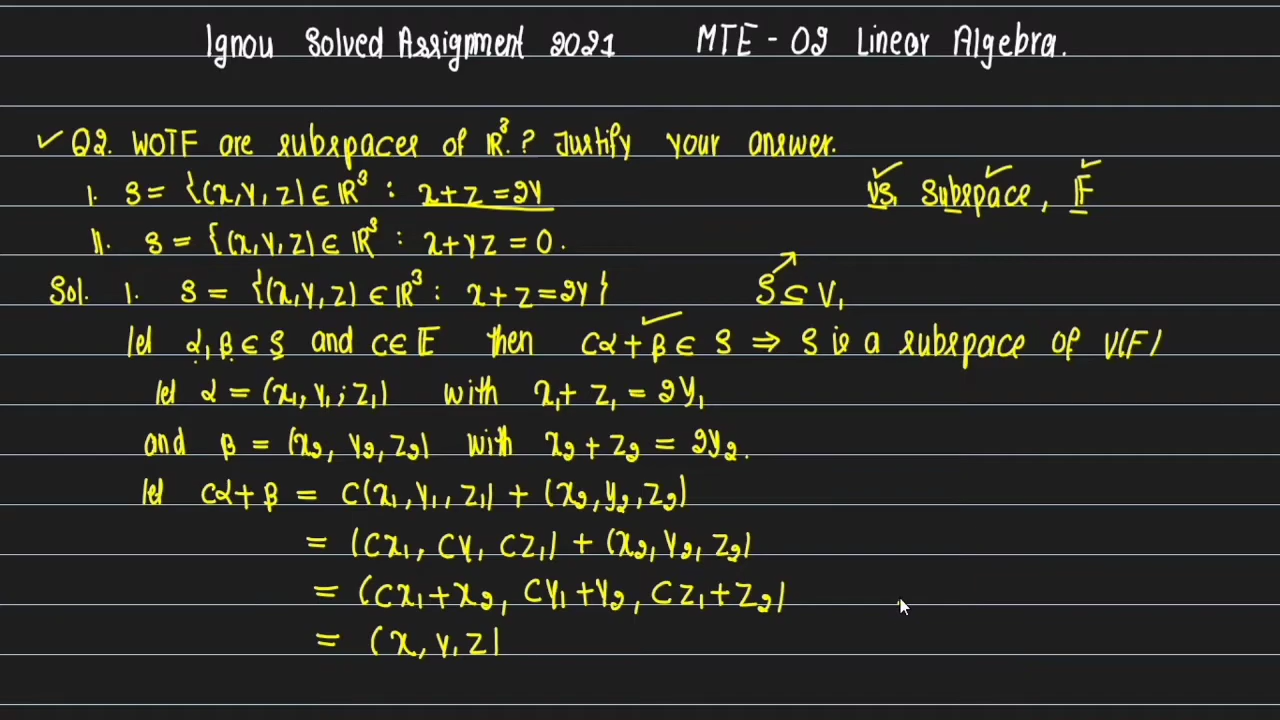 Ignou Solved Assignment 2021 MTE - 02 Linear Algebra.
Q2. WOTF are subspaces of ℝ³? Justify your answer.
I. S = {(x, y, z) ∈ ℝ³ : x + z = 2y
VS, Subspace, F
II. S = {(x, y, z) ∈ ℝ³ : x + yz = 0.
Sol. 1. S = {(x, y, z) ∈ ℝ³ : x + z = 2y}
S ⊆ V,
let α, β ∈ S and c ∈ F then cα + β ∈ S ⇒ S is a subspace of V(F)
let α = (x₁, y₁, z₁) with x₁ + z₁ = 2y₁
and β = (x₂, y₂, z₂) with x₂ + z₂ = 2y₂.
let cα + β = c(x₁, y₁, z₁) + (x₂, y₂, z₂)
= (cx₁, cy, cz₁) + (x₂, y₂, z₂)
= (cx₁ + x₂, cy₁ + y₂, cz₁ + z₂)
= (x, y, z)